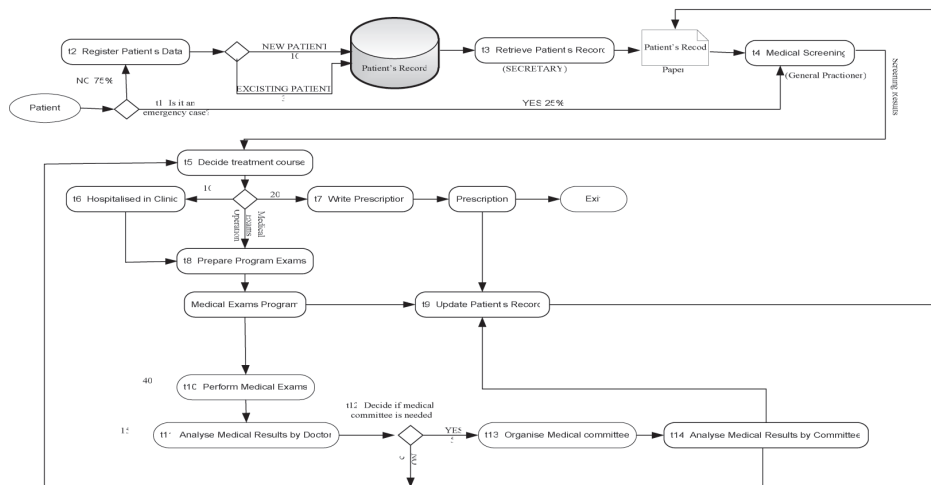 t2 Register Patient's Data
NEW PATIENT
Patient's Record
t3 Retrieve Patient's Record
(SECRETARY)
Patient's Recod
Paper
t4 Medical Screening
(General Practioner)
NO 75%
EXCISTING PATIENT
Patient
t1 Is it an
emergency case
YES 25%
Screening Results
t5 Decide treatment course
t6 Hospitalised in Clinic
20
t7 Write Prescription
Prescription
Exit
Medical
exams
operation
t8 Prepare Program Exams
Medical Exams Program
t9 Update Patient's Record
40
t10 Perform Medical Exams
t12 Decide if medical
committee is needed
t11 Analyse Medical Results by Doctor
YES
t13 Organise Medical committee
t14 Analyse Medical Results by Committee
NO